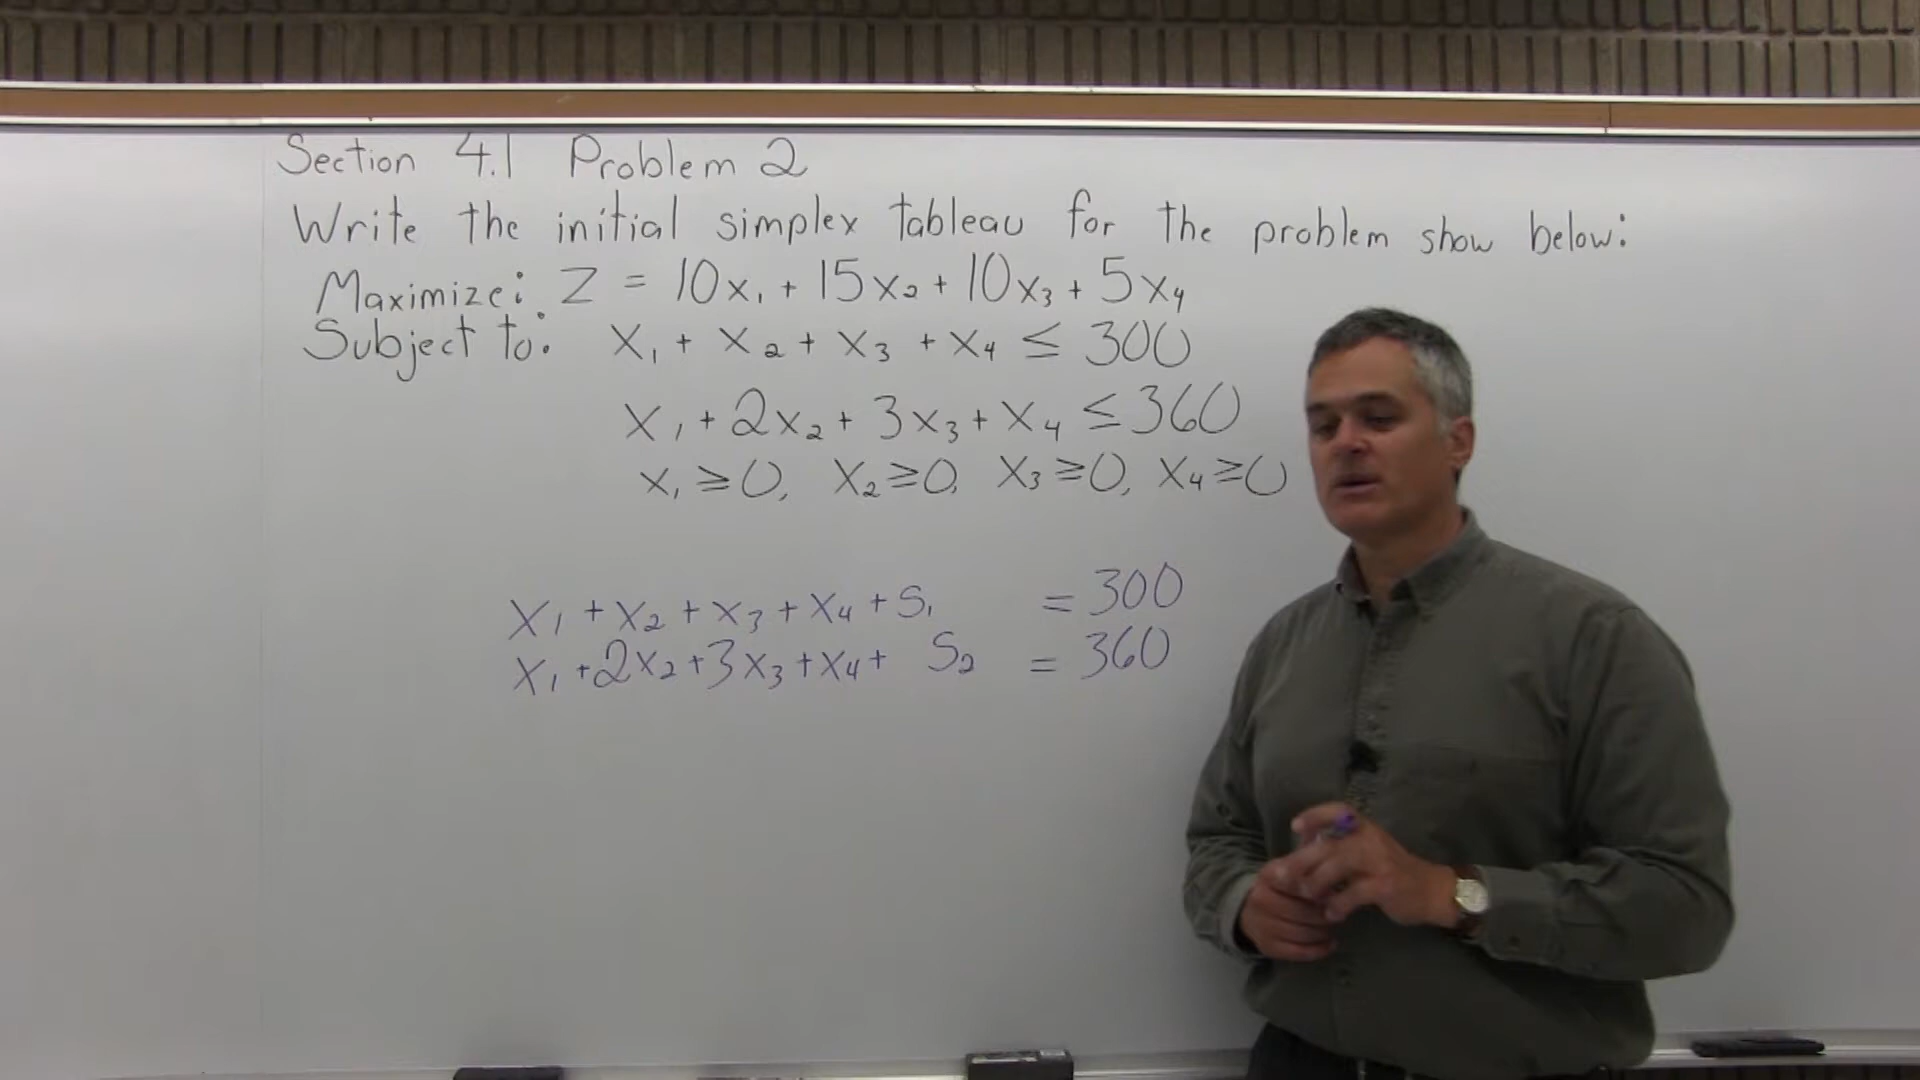 Section 4.1 Problem 2
Write the initial simplex tableau for the problem show below:
Maximize: Z = 10x₁ + 15x₂ + 10x₃ + 5x₄
Subject to: x₁ + x₂ + x₃ + x₄ ≤ 300
x₁ + 2x₂ + 3x₃ + x₄ ≤ 360
x₁ ≥ 0, x₂ ≥ 0, x₃ ≥ 0, x₄ ≥ 0
x₁ + x₂ + x₃ + x₄ + s₁ = 300
x₁ + 2x₂ + 3x₃ + x₄ + s₂ = 360